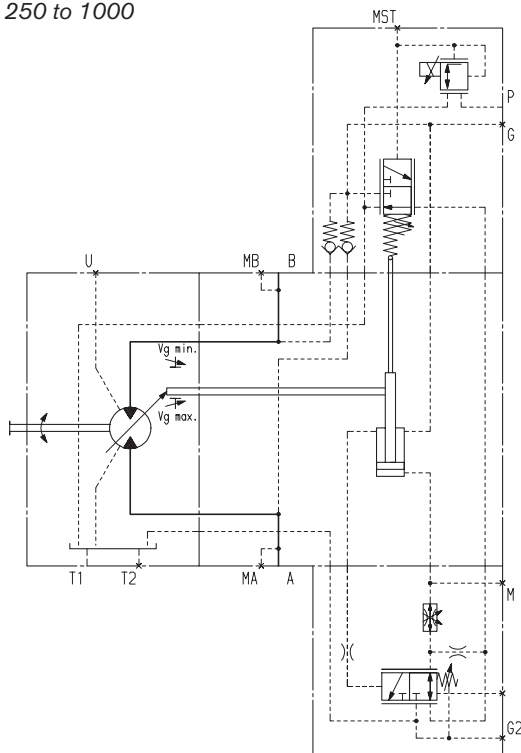 250 to 1000
MST
P
G
U
MB
B
Vg min.
Vg max.
T1
T2
MA
A
M
G2